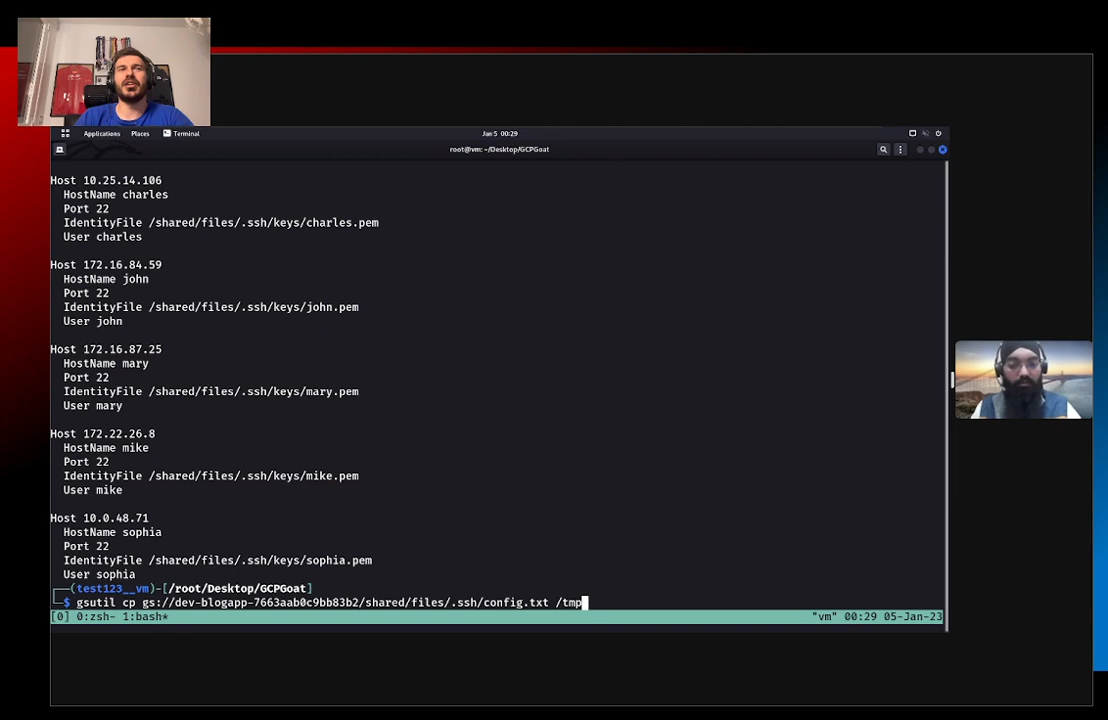 Applications Places Terminal
Jan 5 00:29
root@vm: ~/Desktop/GCPGoat
Host 10.25.14.106
HostName charles
Port 22
IdentityFile /shared/files/.ssh/keys/charles.pem
User charles
Host 172.16.84.59
HostName john
Port 22
IdentityFile /shared/files/.ssh/keys/john.pem
User john
Host 172.16.87.25
HostName mary
Port 22
IdentityFile /shared/files/.ssh/keys/mary.pem
User mary
Host 172.22.26.8
HostName mike
Port 22
IdentityFile /shared/files/.ssh/keys/mike.pem
User mike
Host 10.0.48.71
HostName sophia
Port 22
IdentityFile /shared/files/.ssh/keys/sophia.pem
User sophia
(test123__vm)-[/root/Desktop/GCPGoat]
$ gsutil cp gs://dev-blogapp-7663aab0c9bb83b2/shared/files/.ssh/config.txt /tmp
[0] 0:zsh- 1:bash* "vm" 00:29 05-Jan-23